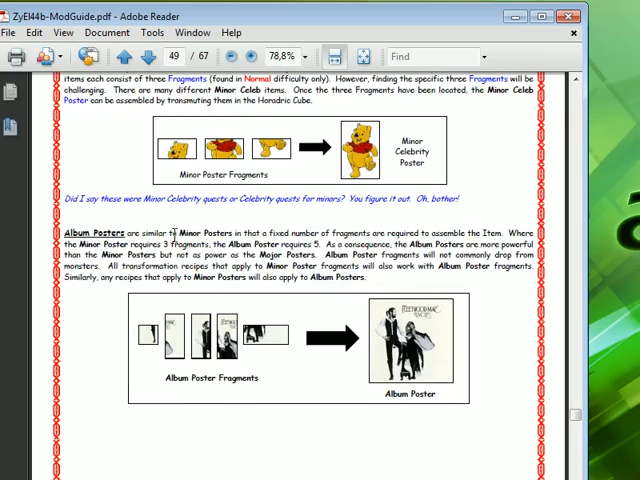 ZyEl44b-ModGuide.pdf - Adobe Reader
File View Document Tools Window Help
49 / 67 78,8% Find
items each consist of three Fragments (found in Normal difficulty only). However, finding the specific three Fragments will be
challenging. There are many different Minor Celeb items. Once the three Fragments have been located, the Minor Celeb
Poster can be assembled by transmuting them in the Horadric Cube.
Minor
Celebrity
Poster
Minor Poster Fragments
Did I say these were Minor Celebrity quests or Celebrity quests for minors? You figure it out. Oh, bother!
Album Posters are similar to Minor Posters in that a fixed number of fragments are required to assemble the Item. Where
the Minor Poster requires 3 fragments, the Album Poster requires 5. As a consequence, the Album Posters are more powerful
than the Minor Posters but not as power as the Major Posters. Album Poster fragments will not commonly drop from
monsters. All transformation recipes that apply to Minor Poster fragments will also work with Album Poster fragments.
Similarly, any recipes that apply to Minor Posters will also apply to Album Posters.
FLEETWOOD MAC
Album Poster Fragments
Album Poster